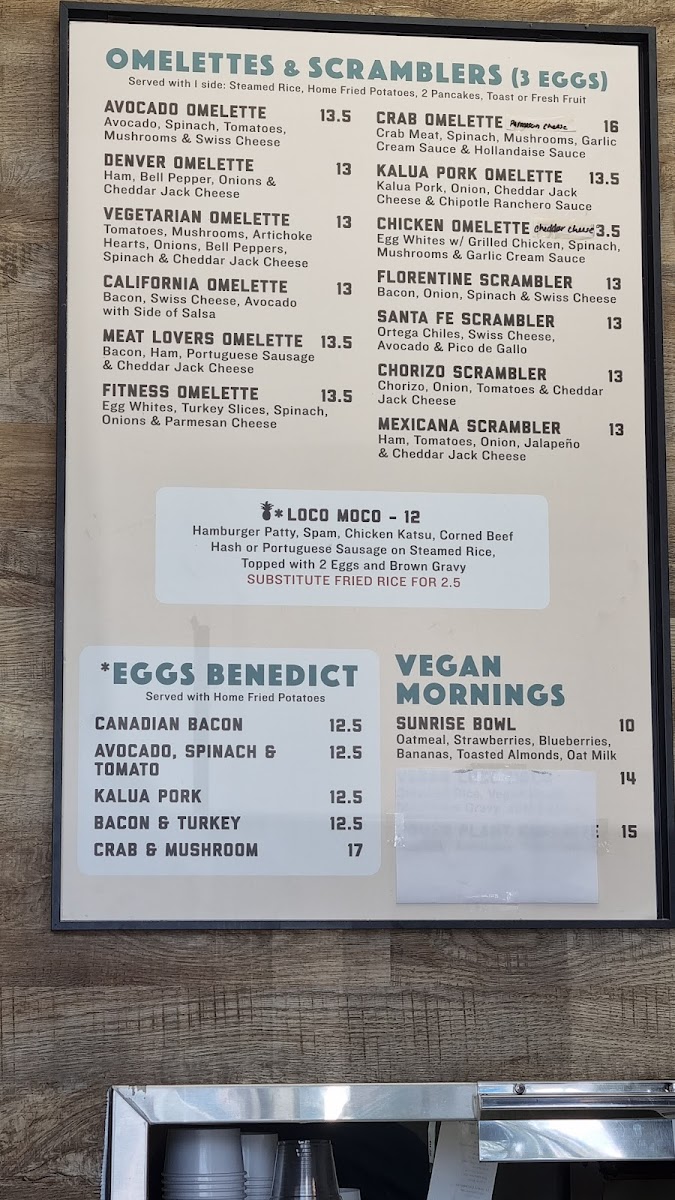 OMELETTES & SCRAMBLERS (3 EGGS)
Served with 1 side: Steamed Rice, Home Fried Potatoes, 2 Pancakes, Toast or Fresh Fruit
AVOCADO OMELETTE 13.5
Avocado, Spinach, Tomatoes,
Mushrooms & Swiss Cheese
DENVER OMELETTE 13
Ham, Bell Pepper, Onions &
Cheddar Jack Cheese
VEGETARIAN OMELETTE 13
Tomatoes, Mushrooms, Artichoke
Hearts, Onions, Bell Peppers,
Spinach & Cheddar Jack Cheese
CALIFORNIA OMELETTE 13
Bacon, Swiss Cheese, Avocado
with Side of Salsa
MEAT LOVERS OMELETTE 13.5
Bacon, Ham, Portuguese Sausage
& Cheddar Jack Cheese
FITNESS OMELETTE 13.5
Egg Whites, Turkey Slices, Spinach,
Onions & Parmesan Cheese
CRAB OMELETTE Parmesan cheese 16
Crab Meat, Spinach, Mushrooms, Garlic
Cream Sauce & Hollandaise Sauce
KALUA PORK OMELETTE 13.5
Kalua Pork, Onion, Cheddar Jack
Cheese & Chipotle Ranchero Sauce
CHICKEN OMELETTE cheddar cheese 3.5
Egg Whites w/ Grilled Chicken, Spinach,
Mushrooms & Garlic Cream Sauce
FLORENTINE SCRAMBLER 13
Bacon, Onion, Spinach & Swiss Cheese
SANTA FE SCRAMBLER 13
Ortega Chiles, Swiss Cheese,
Avocado & Pico de Gallo
CHORIZO SCRAMBLER 13
Chorizo, Onion, Tomatoes & Cheddar
Jack Cheese
MEXICANA SCRAMBLER 13
Ham, Tomatoes, Onion, Jalapeño
& Cheddar Jack Cheese
*LOCO MOCO - 12
Hamburger Patty, Spam, Chicken Katsu, Corned Beef
Hash or Portuguese Sausage on Steamed Rice,
Topped with 2 Eggs and Brown Gravy
SUBSTITUTE FRIED RICE FOR 2.5
*EGGS BENEDICT
Served with Home Fried Potatoes
CANADIAN BACON 12.5
AVOCADO, SPINACH & 12.5
TOMATO
KALUA PORK 12.5
BACON & TURKEY 12.5
CRAB & MUSHROOM 17
VEGAN
MORNINGS
SUNRISE BOWL 10
Oatmeal, Strawberries, Blueberries,
Bananas, Toasted Almonds, Oat Milk
14
15